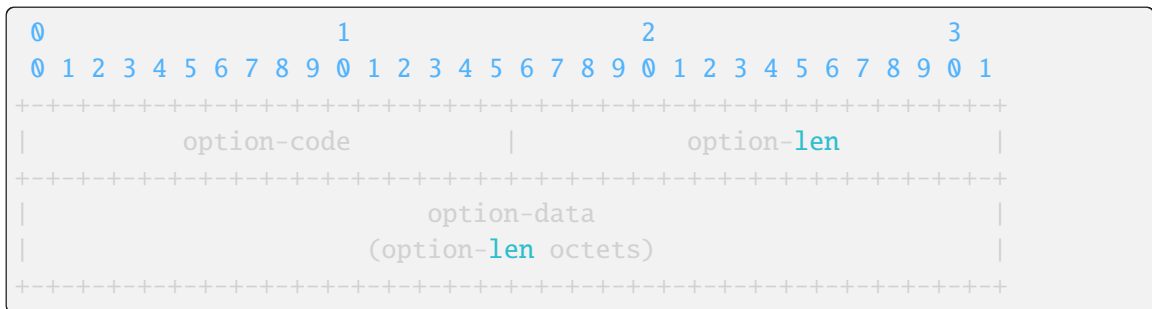 0                   1                   2                   3
 0 1 2 3 4 5 6 7 8 9 0 1 2 3 4 5 6 7 8 9 0 1 2 3 4 5 6 7 8 9 0 1
+-+-+-+-+-+-+-+-+-+-+-+-+-+-+-+-+-+-+-+-+-+-+-+-+-+-+-+-+-+-+-+-+
|          option-code          |           option-len          |
+-+-+-+-+-+-+-+-+-+-+-+-+-+-+-+-+-+-+-+-+-+-+-+-+-+-+-+-+-+-+-+-+
|                          option-data                          |
|                      (option-len octets)                      |
+-+-+-+-+-+-+-+-+-+-+-+-+-+-+-+-+-+-+-+-+-+-+-+-+-+-+-+-+-+-+-+-+